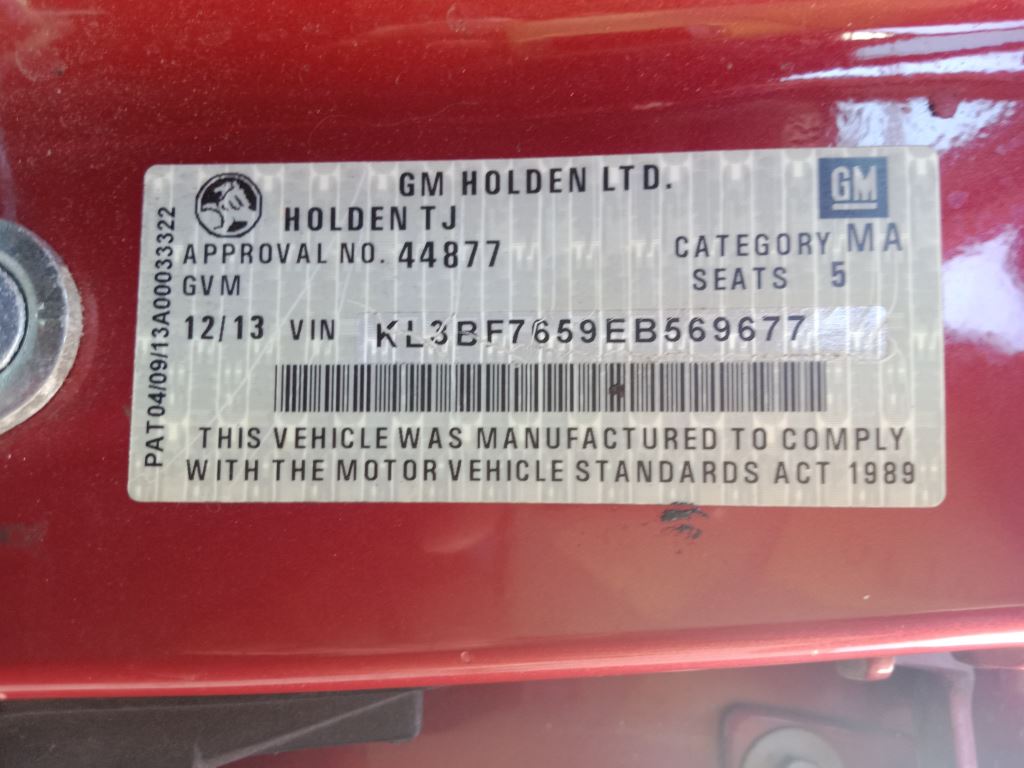 GM HOLDEN LTD.
GM
HOLDEN TJ
APPROVAL NO. 44877
CATEGORY MA
GVM
SEATS 5
12/13 VIN KL3BF7659EB569677
THIS VEHICLE WAS MANUFACTURED TO COMPLY
WITH THE MOTOR VEHICLE STANDARDS ACT 1989
PAT04/09/13A00033322